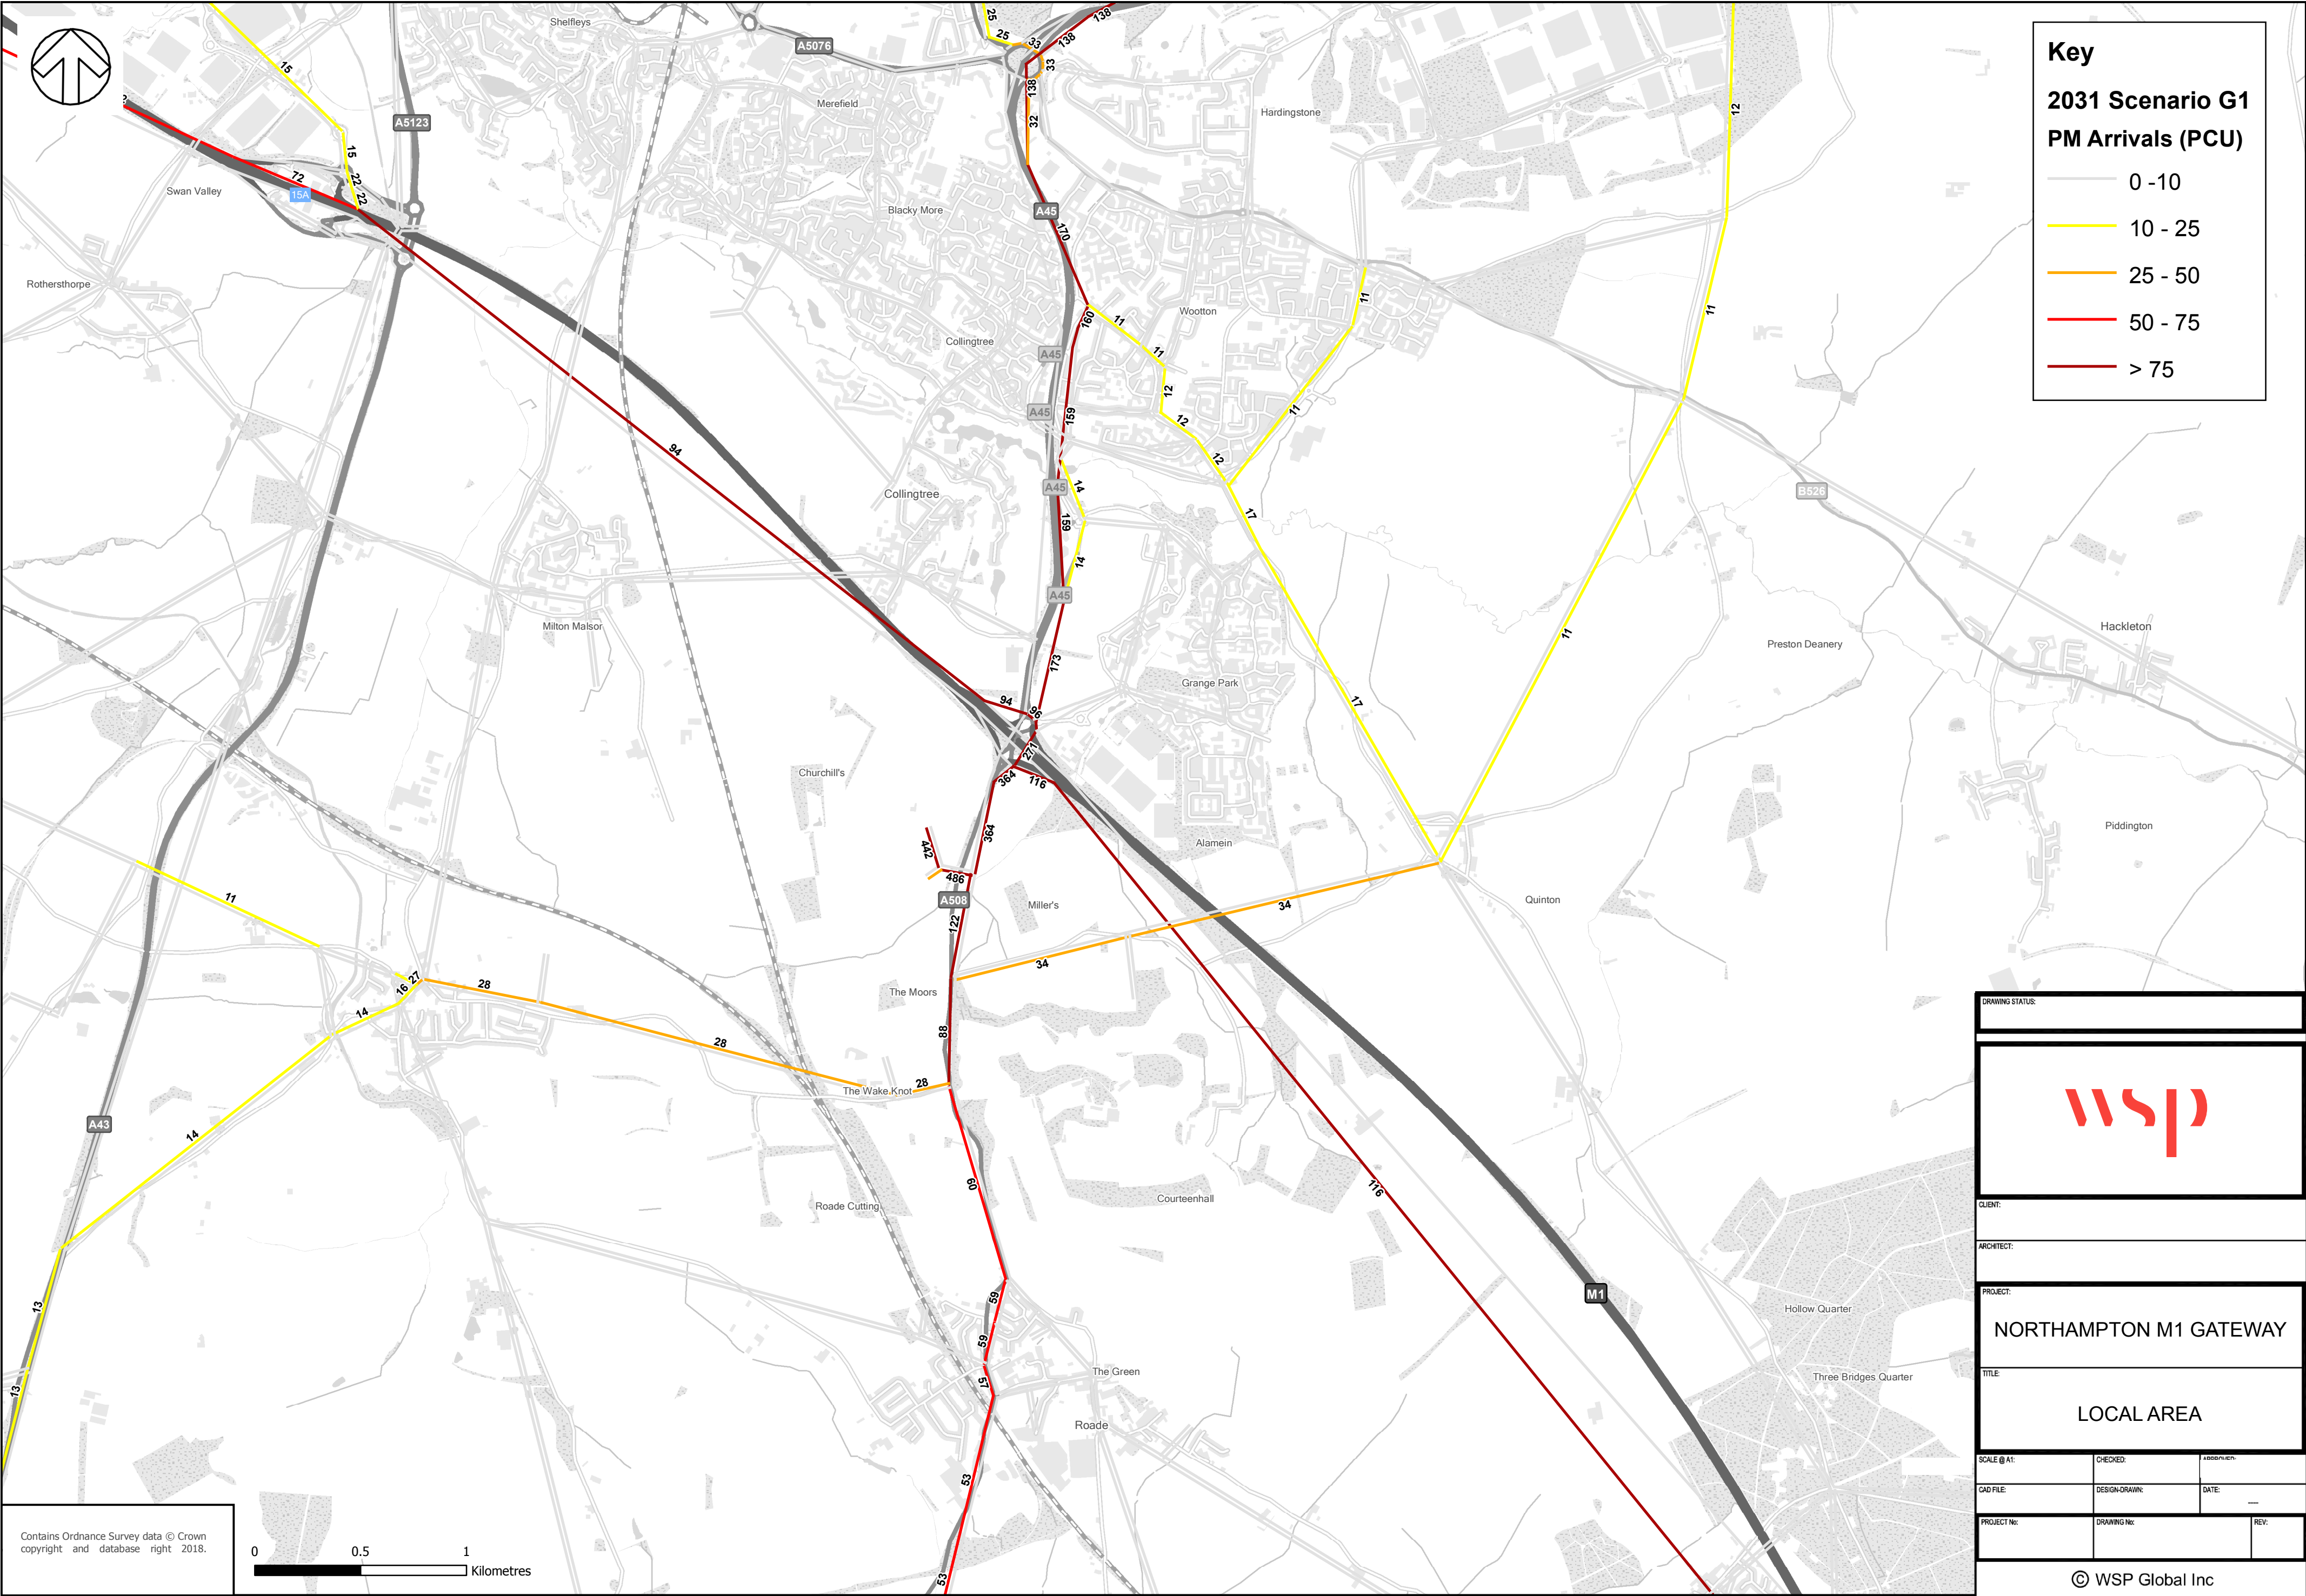 Key
2031 Scenario G1
PM Arrivals (PCU)
0 -10
10 - 25
25 - 50
50 - 75
> 75
Shelfleys
A5076
25
25
33
33
138
138
138
32
15
15
22
22
A5123
72
15A
Swan Valley
Merefield
Hardingstone
12
Blacky More
A45
170
Rothersthorpe
160
11
11
12
12
12
Wootton
11
11
11
Collingtree
A45
A45
159
94
Collingtree
A45
14
159
14
17
B526
A45
Milton Malsor
11
Hackleton
Preston Deanery
173
Grange Park
94
96
17
271
Churchill's
364
116
364
442
Alamein
Piddington
486
A508
Miller's
122
34
Quinton
11
34
27
16
28
The Moors
14
88
28
28
The Wake Knot
A43
14
60
116
Courteenhall
Roade Cutting
13
59
M1
Hollow Quarter
59
The Green
Three Bridges Quarter
57
13
Roade
53
53
DRAWING STATUS:
wsp
CLIENT:
ARCHITECT:
PROJECT:
NORTHAMPTON M1 GATEWAY
TITLE:
LOCAL AREA
SCALE @ A1:
CHECKED:
APPROVED:
CAD FILE:
DESIGN-DRAWN:
DATE:
----
PROJECT No:
DRAWING No:
REV:
© WSP Global Inc
Contains Ordnance Survey data © Crown
copyright and database right 2018.
0 0.5 1
Kilometres